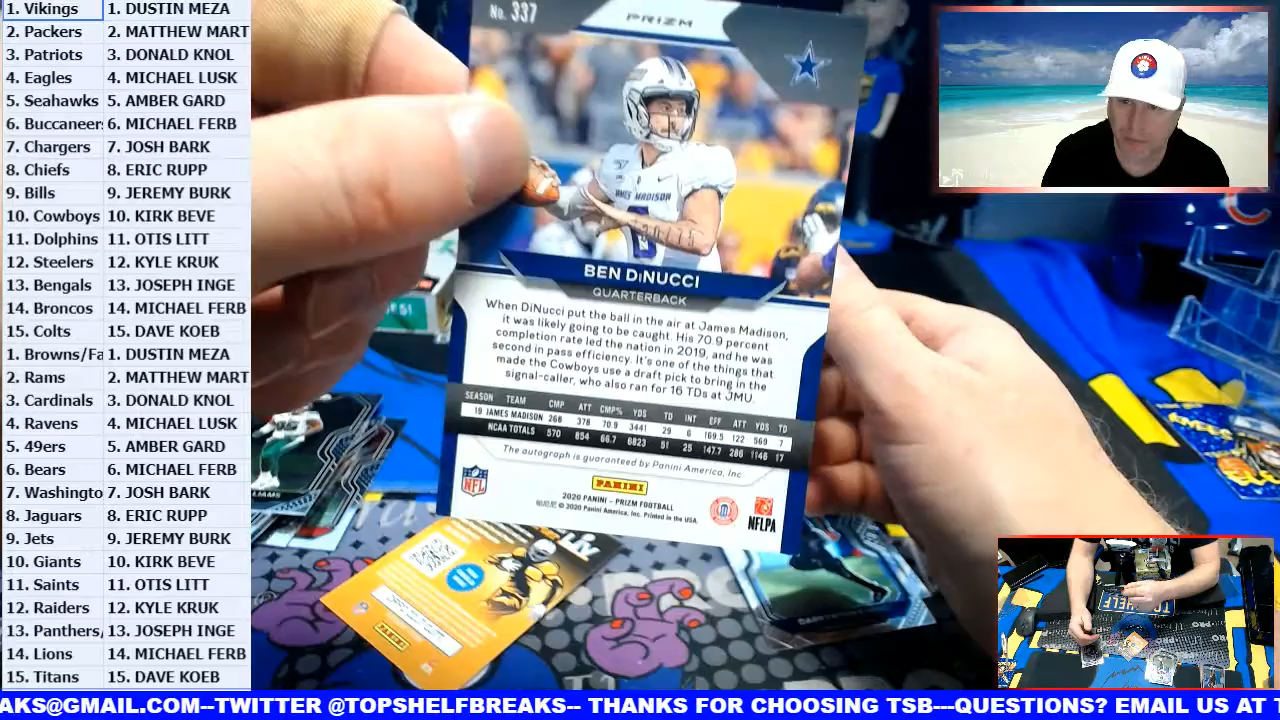 1. Vikings 1. DUSTIN MEZA
2. Packers 2. MATTHEW MART
3. Patriots 3. DONALD KNOL
4. Eagles 4. MICHAEL LUSK
5. Seahawks 5. AMBER GARD
6. Buccaneers 6. MICHAEL FERB
7. Chargers 7. JOSH BARK
8. Chiefs 8. ERIC RUPP
9. Bills 9. JEREMY BURK
10. Cowboys 10. KIRK BEVE
11. Dolphins 11. OTIS LITT
12. Steelers 12. KYLE KRUK
13. Bengals 13. JOSEPH INGE
14. Broncos 14. MICHAEL FERB
15. Colts 15. DAVE KOEB
1. Browns/Fa 1. DUSTIN MEZA
2. Rams 2. MATTHEW MART
3. Cardinals 3. DONALD KNOL
4. Ravens 4. MICHAEL LUSK
5. 49ers 5. AMBER GARD
6. Bears 6. MICHAEL FERB
7. Washingto 7. JOSH BARK
8. Jaguars 8. ERIC RUPP
9. Jets 9. JEREMY BURK
10. Giants 10. KIRK BEVE
11. Saints 11. OTIS LITT
12. Raiders 12. KYLE KRUK
13. Panthers/ 13. JOSEPH INGE
14. Lions 14. MICHAEL FERB
15. Titans 15. DAVE KOEB
No. 337 PRIZM
JAMES MADISON
BEN DiNUCCI
QUARTERBACK
When DiNucci put the ball in the air at James Madison,
it was likely going to be caught. His 70.9 percent
completion rate led the nation in 2019, and he was
second in pass efficiency. It's one of the things that
made the Cowboys use a draft pick to bring in the
signal-caller, who also ran for 16 TDs at JMU.
SEASON TEAM CMP ATT CMP% YDS TD INT EFF ATT YDS TD
19 JAMES MADISON 268 378 70.9 3441 29 6 169.5 122 569 7
NCAA TOTALS 570 854 66.7 6823 51 25 147.7 286 1146 17
The autograph is guaranteed by Panini America, Inc.
NFL
PANINI
2020 PANINI – PRIZM FOOTBALL
© 2020 Panini America, Inc. Printed in the USA.
NFLPA
LIV
PANINI
AKS@GMAIL.COM--TWITTER @TOPSHELFBREAKS-- THANKS FOR CHOOSING TSB---QUESTIONS? EMAIL US AT T